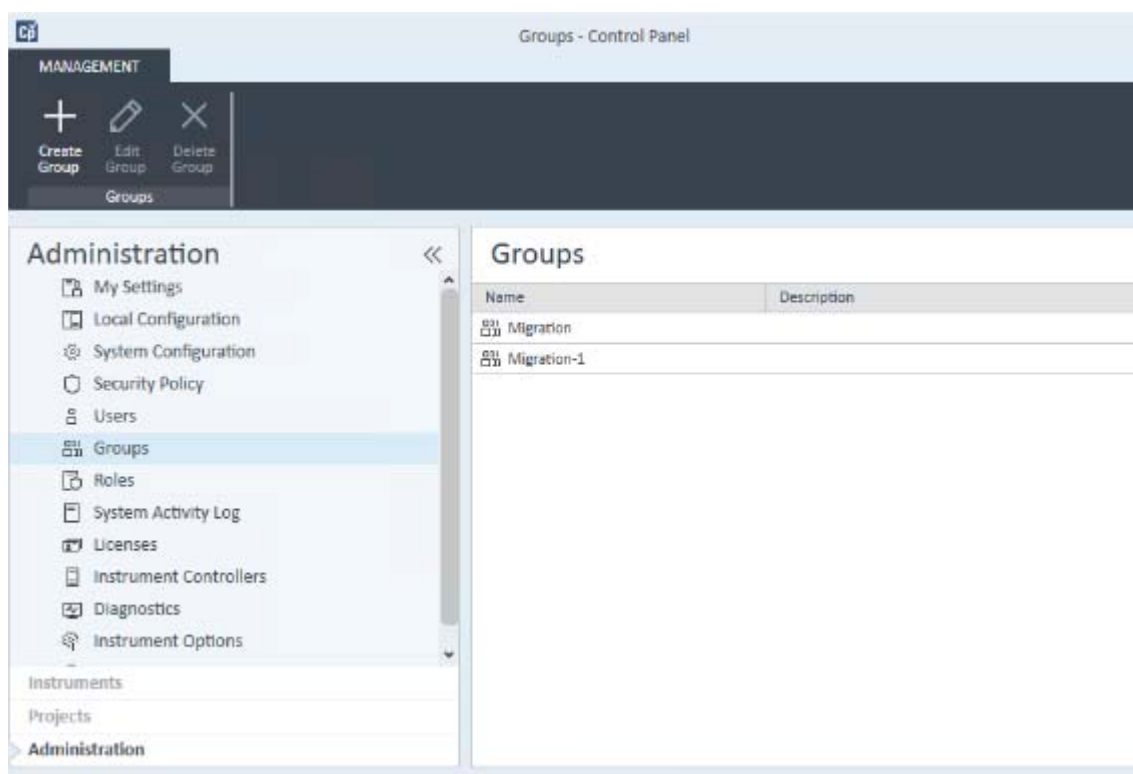 Cp
Groups - Control Panel
MANAGEMENT
Create Group
Edit Group
Delete Group
Groups
Administration
My Settings
Local Configuration
System Configuration
Security Policy
Users
Groups
Roles
System Activity Log
Licenses
Instrument Controllers
Diagnostics
Instrument Options
Instruments
Projects
Administration
Groups
Name Description
Migration
Migration-1